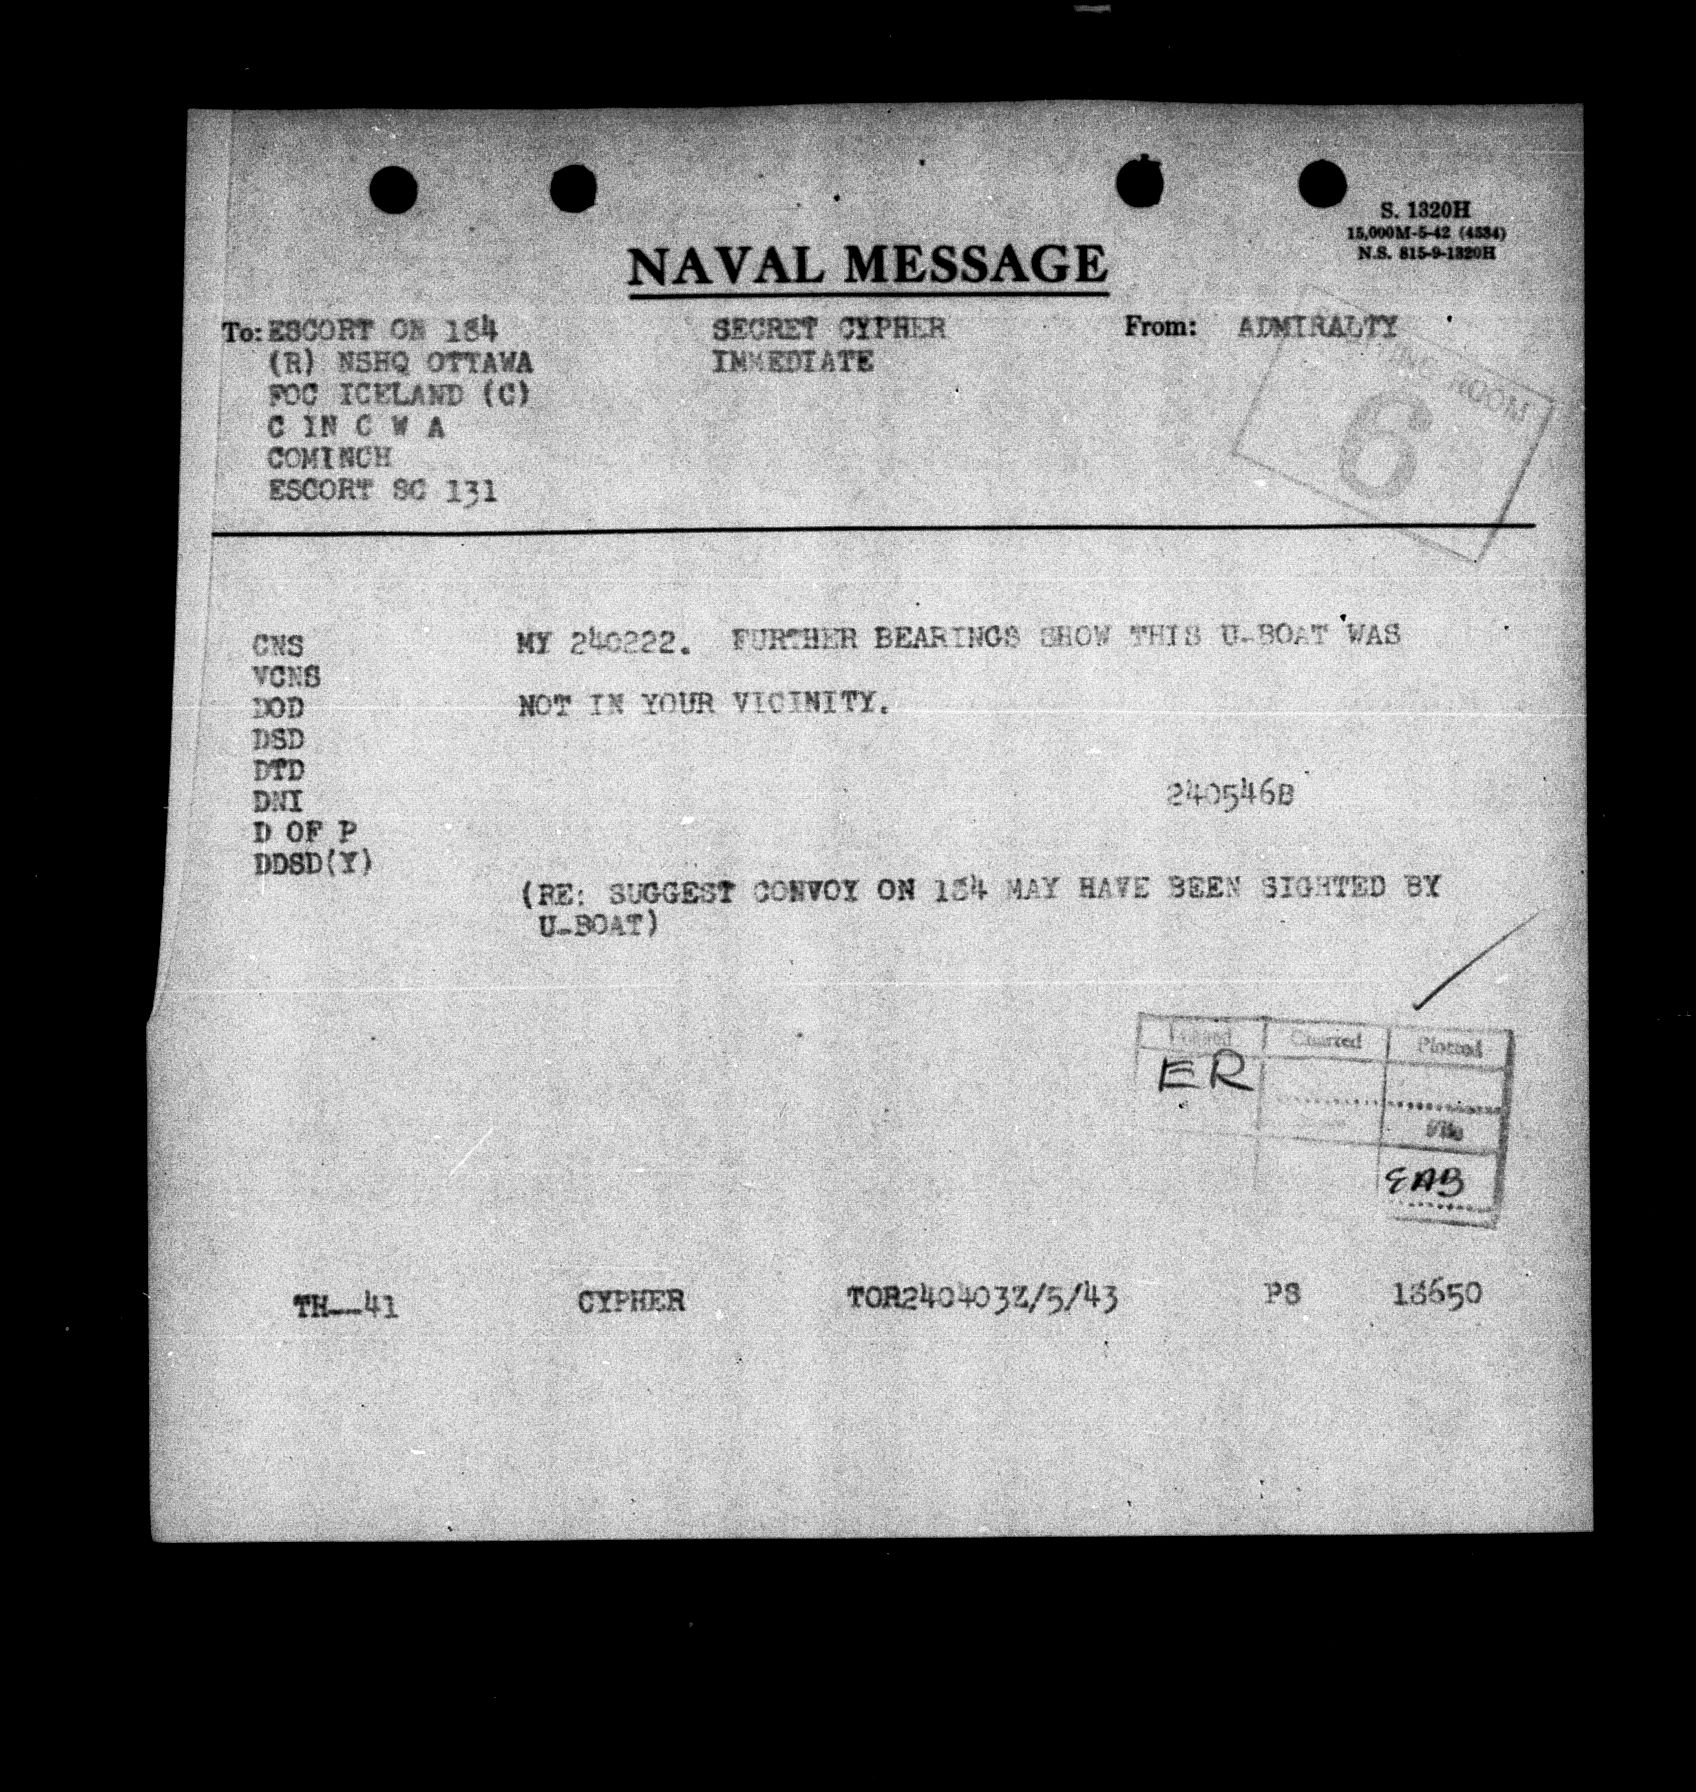 S. 1320H
15,000M-5-42 (4534)
N.S. 815-9-1320H
NAVAL MESSAGE
To: ESCORT ON 184 SECRET CYPHER From: ADMIRALTY
(R) NSHQ OTTAWA IMMEDIATE
FOC ICELAND (C)
C IN C W A
COMINCH
ESCORT SC 131
ROOM
6
CNS MY 240222. FURTHER BEARINGS SHOW THIS U-BOAT WAS
VCNS
DOD NOT IN YOUR VICINITY.
DSD
DTD
DNI 240546B
D OF P
DDSD(Y)
(RE: SUGGEST CONVOY ON 184 MAY HAVE BEEN SIGHTED BY
U-BOAT)
Charted Plotted
ER
File
EAB
TH--41 CYPHER TOR240403Z/5/43 PS 18650